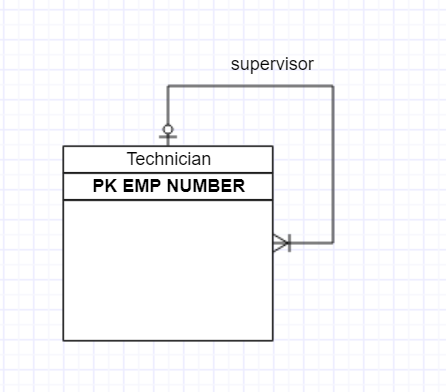 supervisor
Technician
PK EMP NUMBER